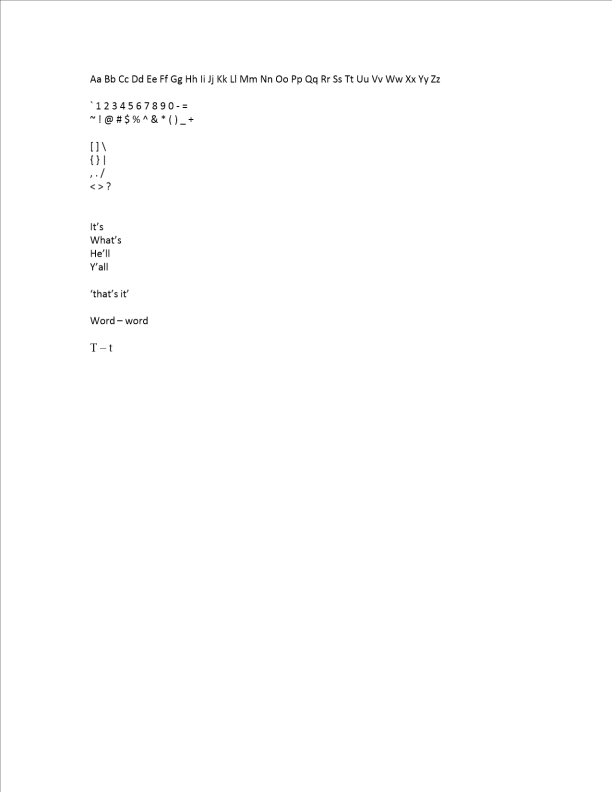 Aa Bb Cc Dd Ee Ff Gg Hh Ii Jj Kk Ll Mm Nn Oo Pp Qq Rr Ss Tt Uu Vv Ww Xx Yy Zz
` 1 2 3 4 5 6 7 8 9 0 - =
~ ! @ # $ % ^ & * ( ) _ +
[ ] \
{ } |
, . /
< > ?
It’s
What’s
He’ll
Y’all
‘that’s it’
Word – word
T – t